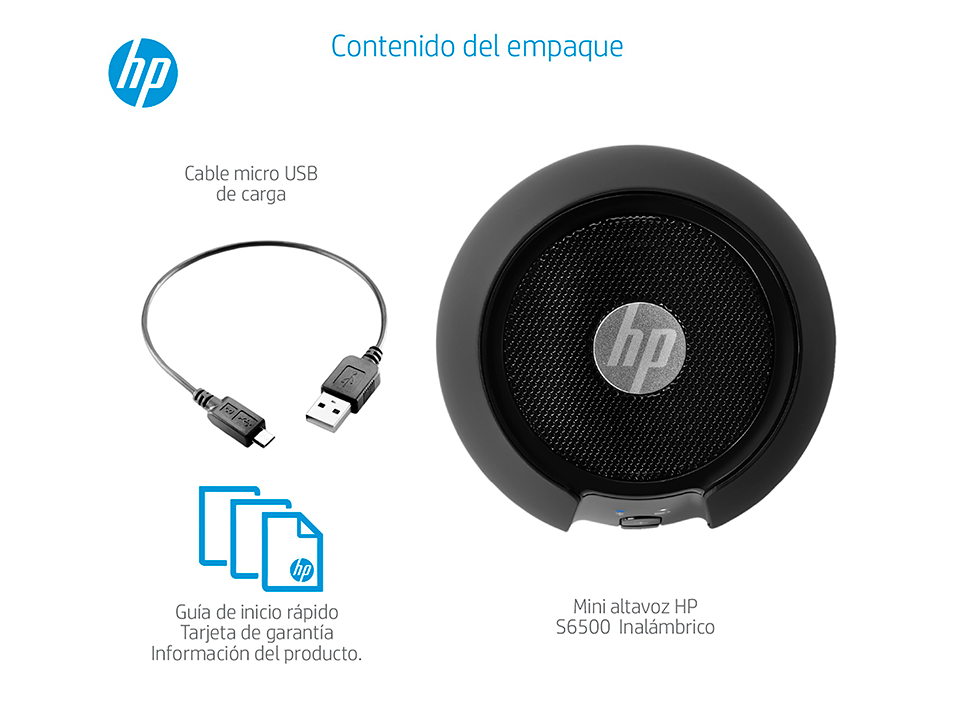 hp
Contenido del empaque
Cable micro USB
de carga
hp
hp
Guía de inicio rápido
Tarjeta de garantía
Información del producto.
Mini altavoz HP
S6500 Inalámbrico